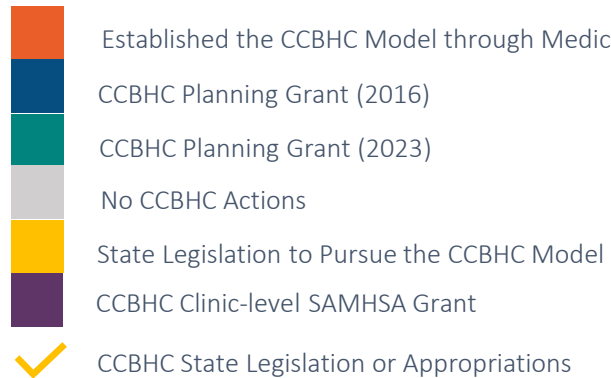 Established the CCBHC Model through Medic
CCBHC Planning Grant (2016)
CCBHC Planning Grant (2023)
No CCBHC Actions
State Legislation to Pursue the CCBHC Model
CCBHC Clinic-level SAMHSA Grant
CCBHC State Legislation or Appropriations